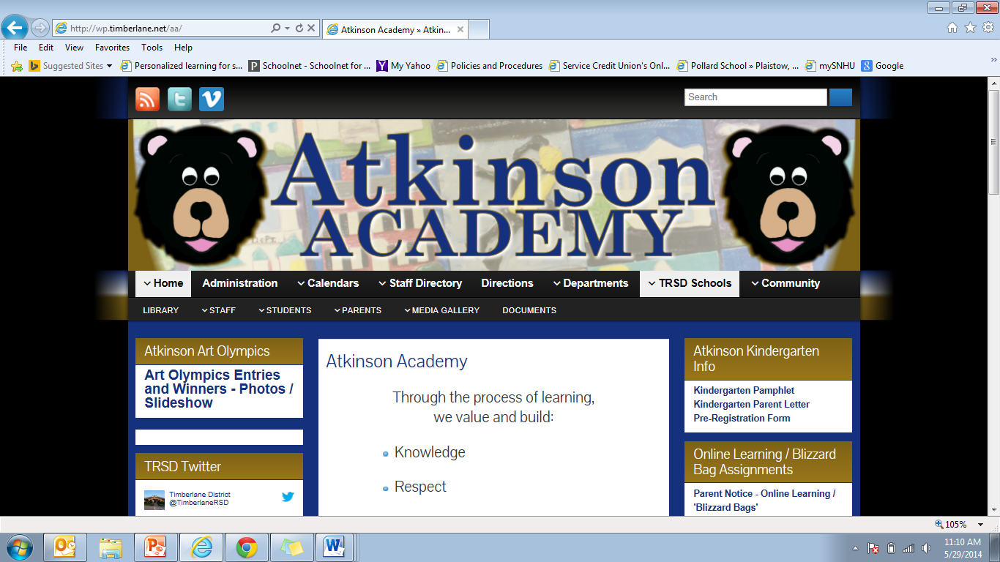 http://wp.timberlane.net/aa/
Atkinson Academy » Atkin...
File Edit View Favorites Tools Help
Suggested Sites Personalized learning for s... Schoolnet - Schoolnet for ... My Yahoo Policies and Procedures Service Credit Union's Onl... Pollard School » Plaistow, ... mySNHU Google
Search
Atkinson
ACADEMY
Home Administration Calendars Staff Directory Directions Departments TRSD Schools Community
LIBRARY STAFF STUDENTS PARENTS MEDIA GALLERY DOCUMENTS
Atkinson Art Olympics
Art Olympics Entries
and Winners - Photos /
Slideshow
TRSD Twitter
Timberlane District
@TimberlaneRSD
Atkinson Academy
Through the process of learning,
we value and build:
Knowledge
Respect
Atkinson Kindergarten
Info
Kindergarten Pamphlet
Kindergarten Parent Letter
Pre-Registration Form
Online Learning / Blizzard
Bag Assignments
Parent Notice - Online Learning /
'Blizzard Bags'
105%
11:10 AM
5/29/2014